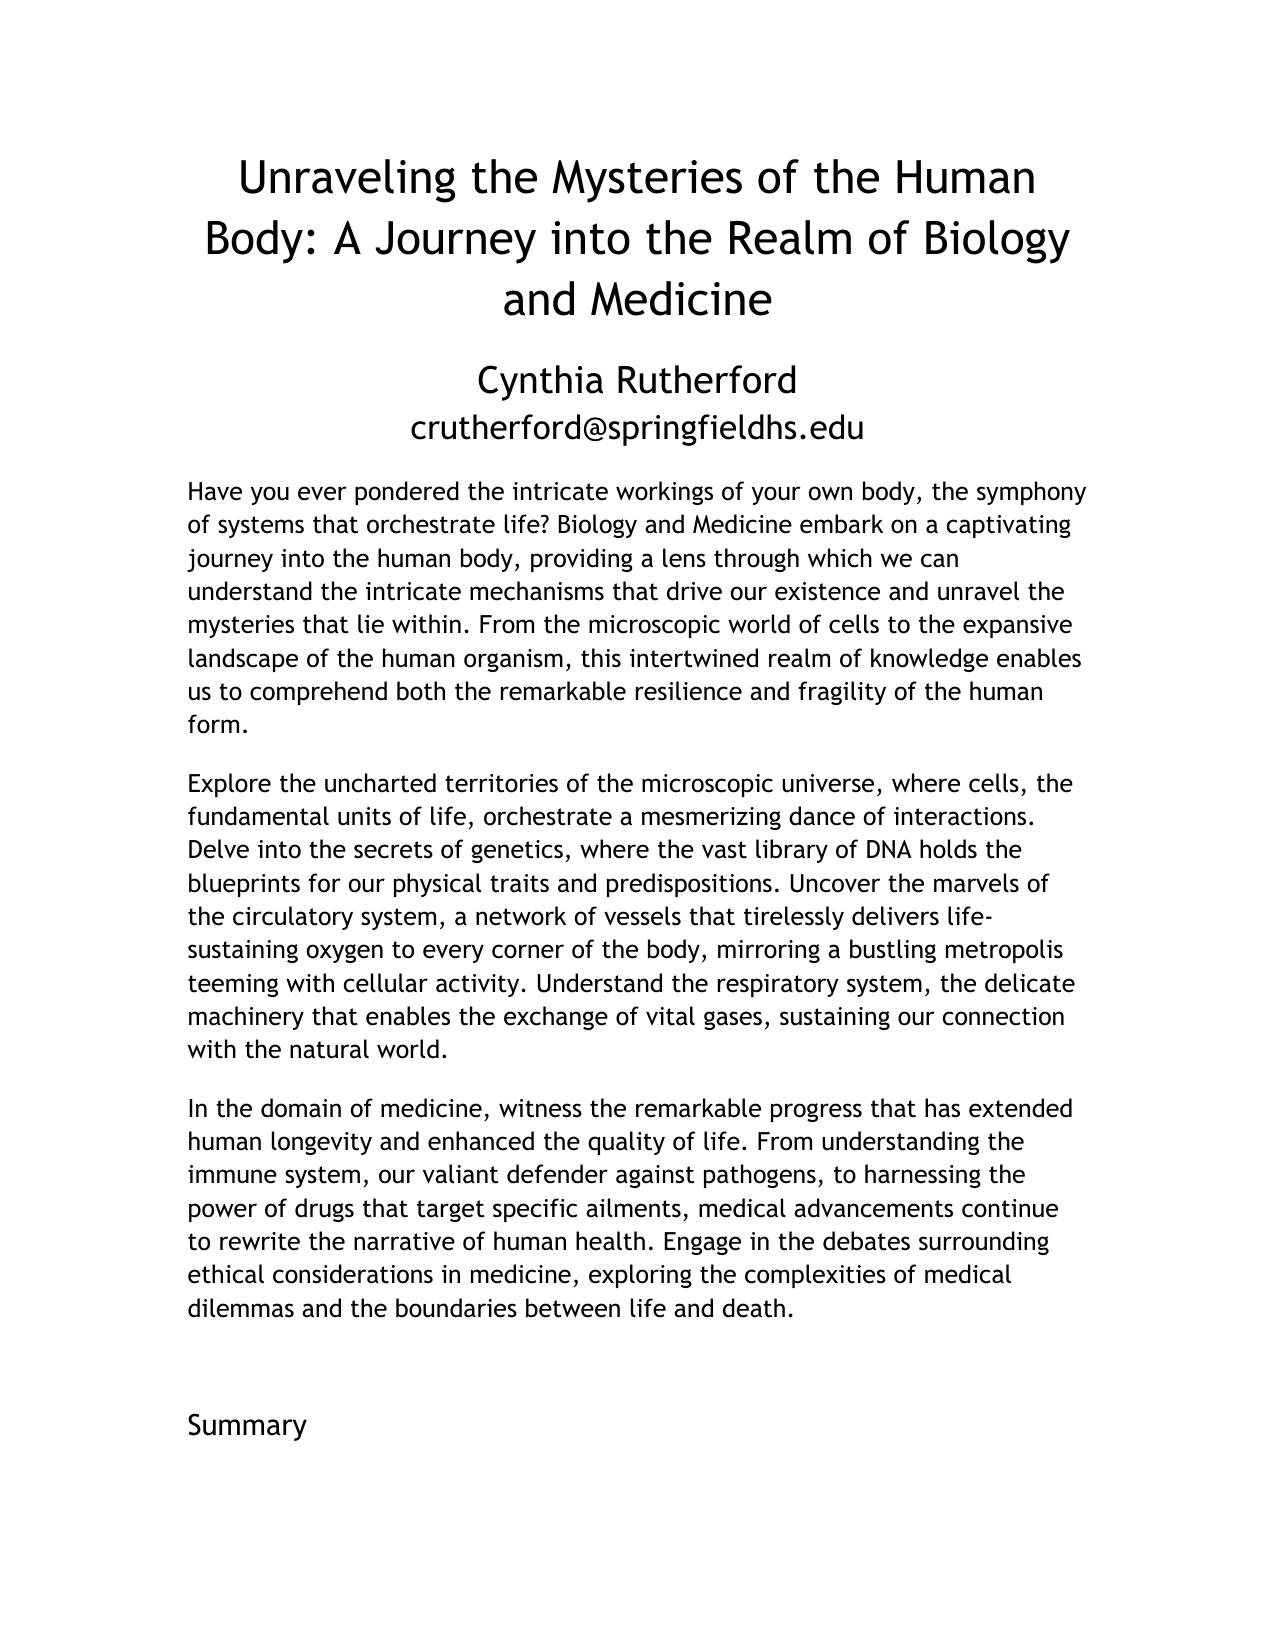 Unraveling the Mysteries of the Human
Body: A Journey into the Realm of Biology
and Medicine
Cynthia Rutherford
crutherford@springfieldhs.edu
Have you ever pondered the intricate workings of your own body, the symphony
of systems that orchestrate life? Biology and Medicine embark on a captivating
journey into the human body, providing a lens through which we can
understand the intricate mechanisms that drive our existence and unravel the
mysteries that lie within. From the microscopic world of cells to the expansive
landscape of the human organism, this intertwined realm of knowledge enables
us to comprehend both the remarkable resilience and fragility of the human
form.
Explore the uncharted territories of the microscopic universe, where cells, the
fundamental units of life, orchestrate a mesmerizing dance of interactions.
Delve into the secrets of genetics, where the vast library of DNA holds the
blueprints for our physical traits and predispositions. Uncover the marvels of
the circulatory system, a network of vessels that tirelessly delivers life-
sustaining oxygen to every corner of the body, mirroring a bustling metropolis
teeming with cellular activity. Understand the respiratory system, the delicate
machinery that enables the exchange of vital gases, sustaining our connection
with the natural world.
In the domain of medicine, witness the remarkable progress that has extended
human longevity and enhanced the quality of life. From understanding the
immune system, our valiant defender against pathogens, to harnessing the
power of drugs that target specific ailments, medical advancements continue
to rewrite the narrative of human health. Engage in the debates surrounding
ethical considerations in medicine, exploring the complexities of medical
dilemmas and the boundaries between life and death.
Summary